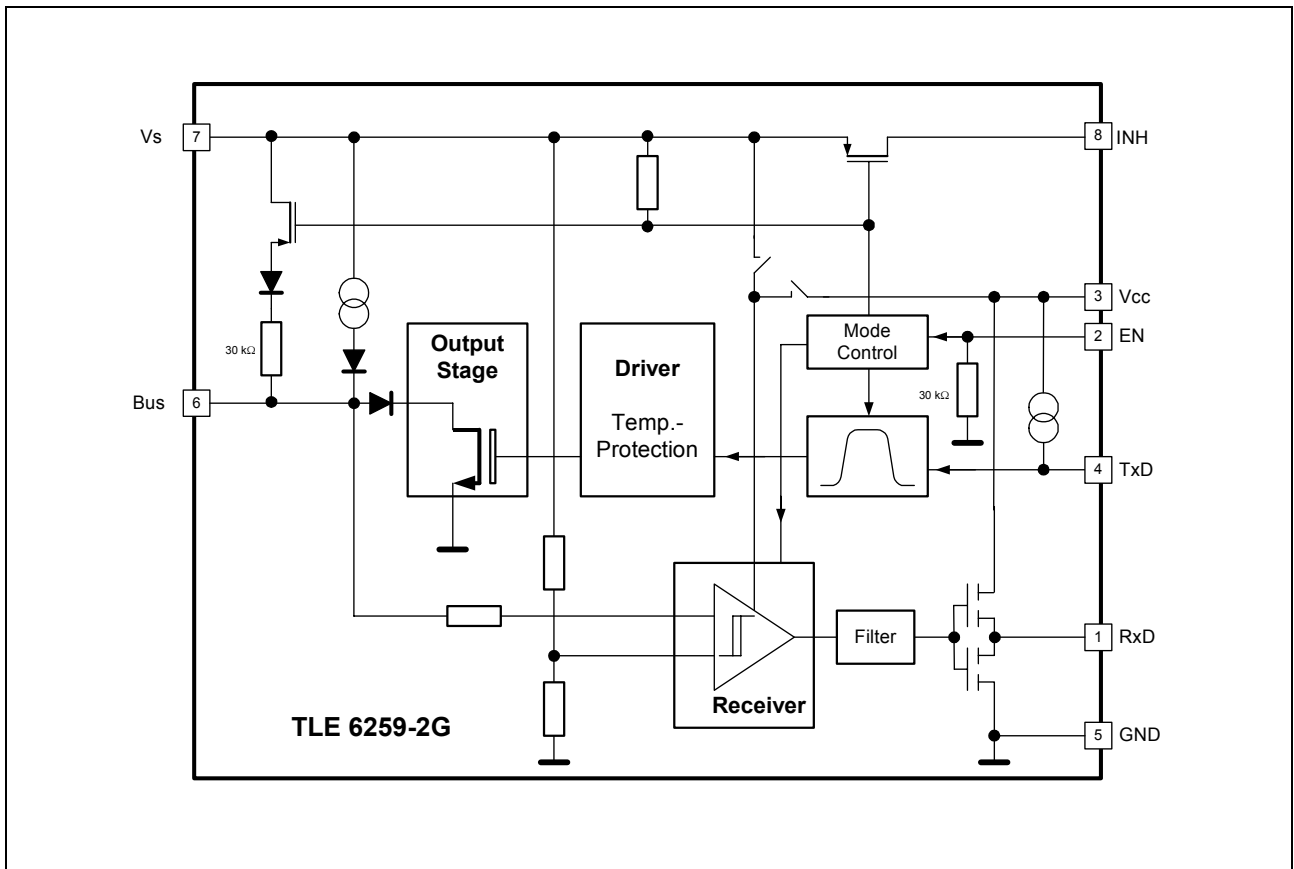 Vs
7
8
INH
3
Vcc
Mode
Control
2
EN
Output
Stage
Driver
Temp.-
Protection
30 kΩ
30 kΩ
Bus
6
4
TxD
Filter
1
RxD
Receiver
TLE 6259-2G
5
GND